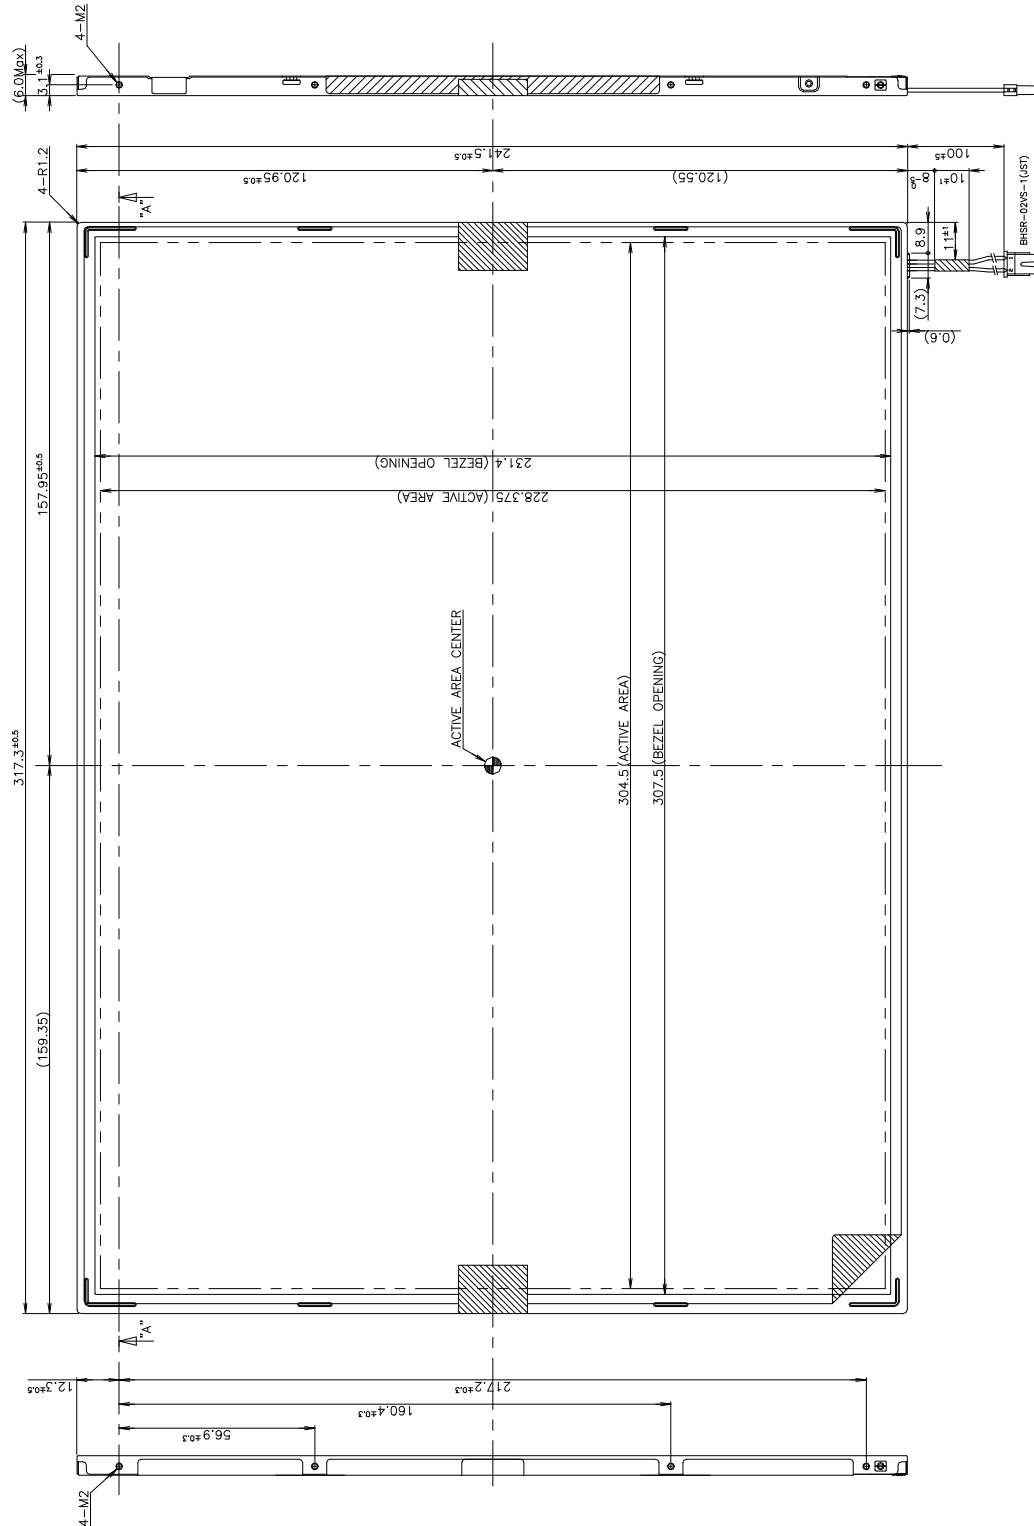 4-M2
(6.0Max)
3.1±0.3
4-R1.2
241.5±0.5
120.95±0.5
(120.55)
100±5
8 0-3
10±1
"A"
8.9
11±1
(7.3)
(0.6)
BHSR-02VS-1(JST)
1
2
231.4 (BEZEL OPENING)
228.375 (ACTIVE AREA)
157.95±0.5
317.3±0.5
ACTIVE AREA CENTER
304.5 (ACTIVE AREA)
307.5 (BEZEL OPENING)
(159.35)
"A"
12.3±0.5
217.2±0.3
160.4±0.3
56.9±0.3
4-M2